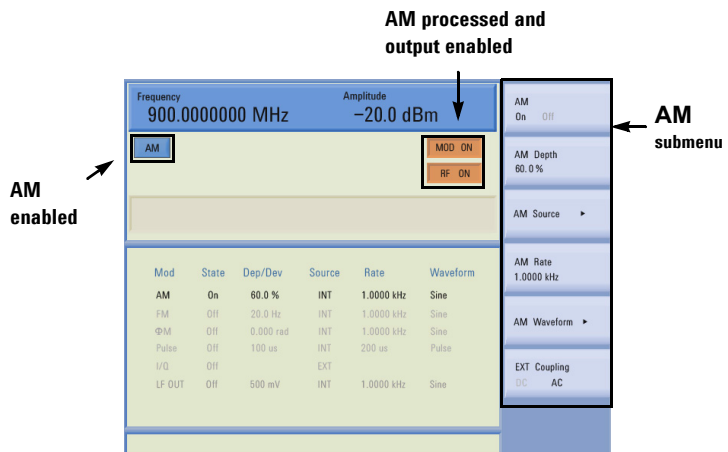 AM processed and
output enabled
Frequency
900.0000000 MHz
Amplitude
−20.0 dBm
AM
MOD ON
RF ON
AM
enabled
AM
On Off
AM Depth
60.0 %
AM Source ►
AM Rate
1.0000 kHz
AM Waveform ►
EXT Coupling
DC AC
AM
submenu
Mod State Dep/Dev Source Rate Waveform
AM On 60.0 % INT 1.0000 kHz Sine
FM Off 20.0 Hz INT 1.0000 kHz Sine
ΦM Off 0.000 rad INT 1.0000 kHz Sine
Pulse Off 100 us INT 200 us Pulse
I/Q Off EXT
LF OUT Off 500 mV INT 1.0000 kHz Sine